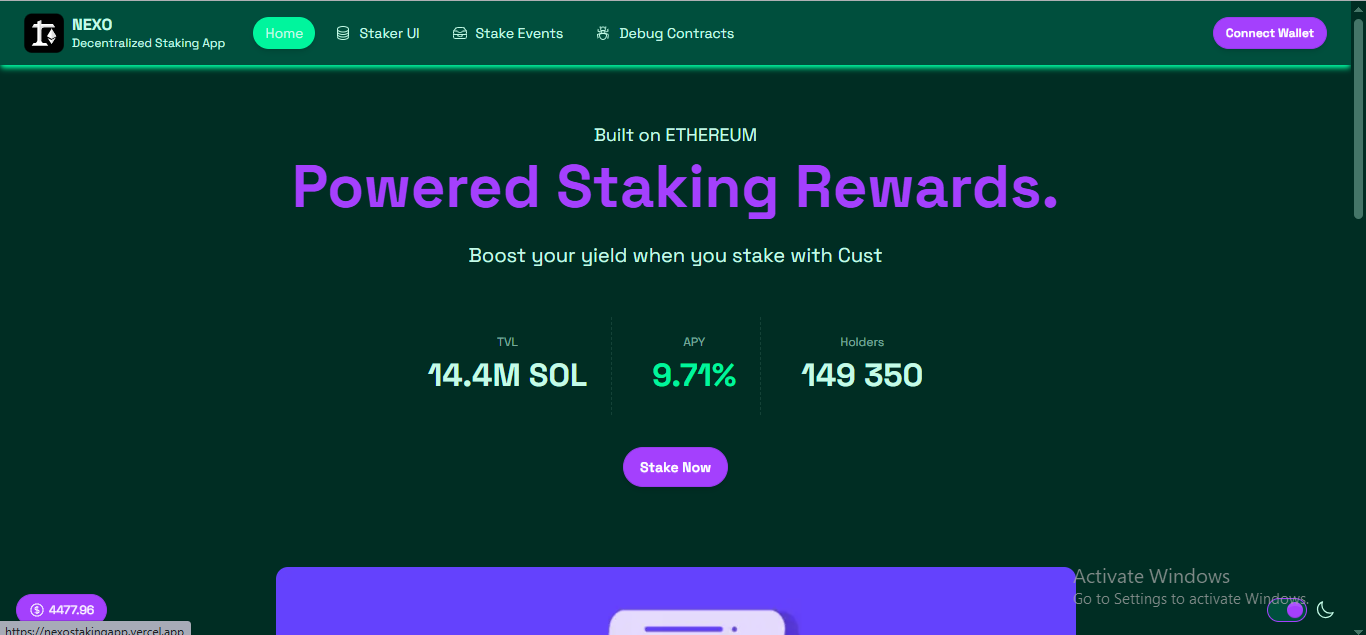 NEXO
Decentralized Staking App
Home
Staker UI
Stake Events
Debug Contracts
Connect Wallet
Built on ETHEREUM
Powered Staking Rewards.
Boost your yield when you stake with Cust
TVL
14.4M SOL
APY
9.71%
Holders
149 350
Stake Now
Activate Windows
Go to Settings to activate Windows.
4477.96
https://nexostakingapp.vercel.app